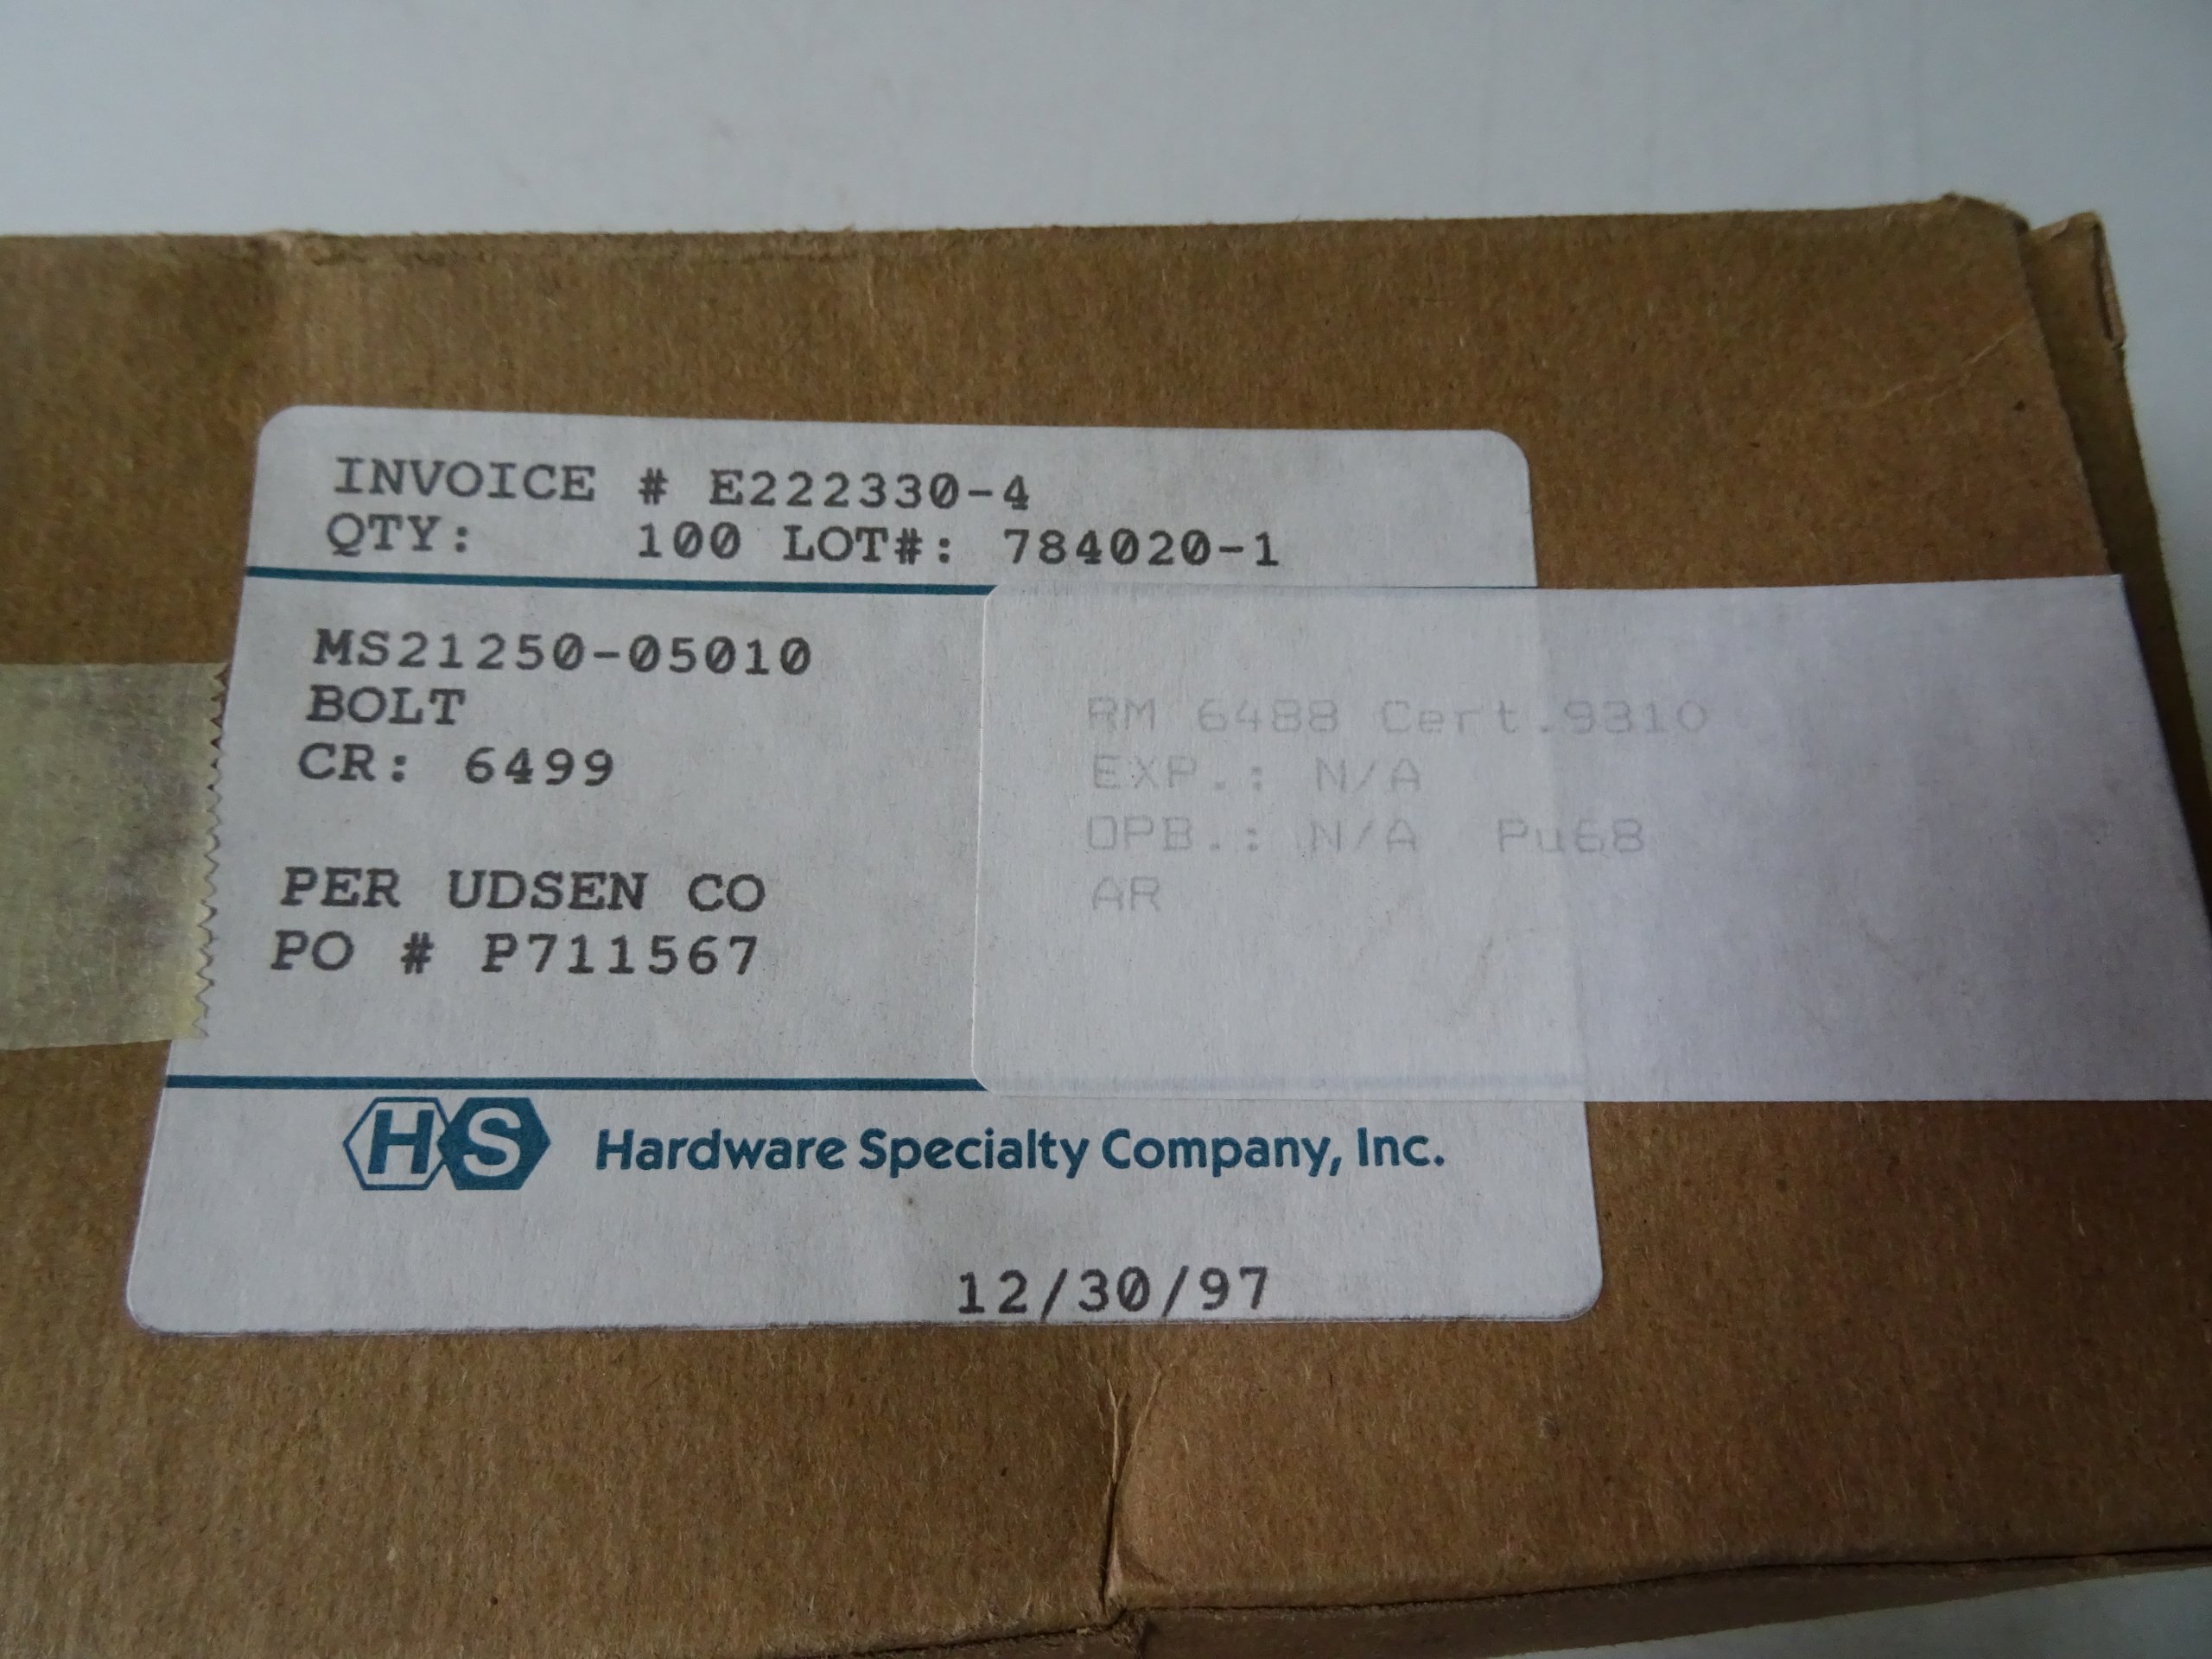 INVOICE # E222330-4
QTY: 100 LOT#: 784020-1
MS21250-05010
BOLT
CR: 6499
PER UDSEN CO
PO # P711567
RM 6488 Cert.9310
EXP.: N/A
OPB.: N/A Pu68
AR
HS Hardware Specialty Company, Inc.
12/30/97